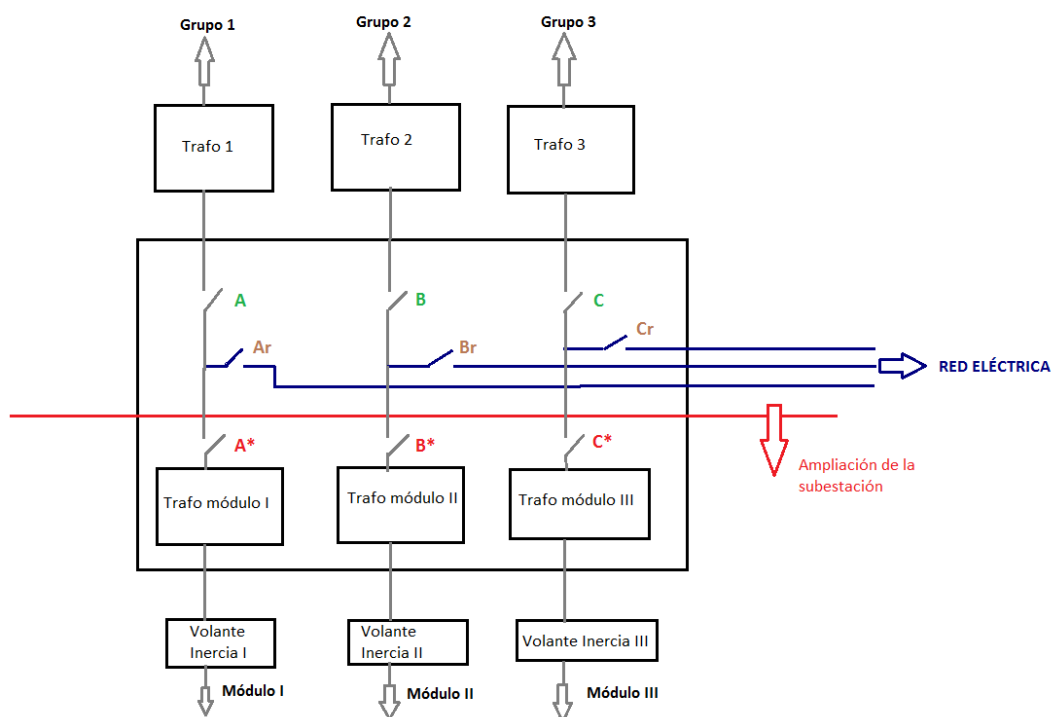 Grupo 1
Grupo 2
Grupo 3
Trafo 1
Trafo 2
Trafo 3
A
B
C
Ar
Br
Cr
RED ELÉCTRICA
A*
B*
C*
Ampliación de la
subestación
Trafo módulo I
Trafo módulo II
Trafo módulo III
Volante
Inercia I
Volante
Inercia II
Volante Inercia III
Módulo I
Módulo II
Módulo III